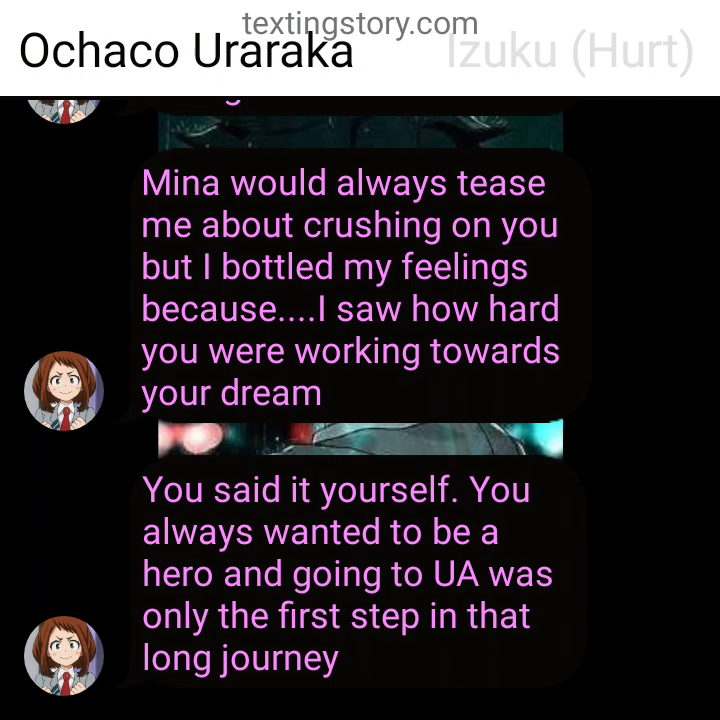 textingstory.com
Ochaco Uraraka
Izuku (Hurt)
Mina would always tease
me about crushing on you
but I bottled my feelings
because....I saw how hard
you were working towards
your dream
You said it yourself. You
always wanted to be a
hero and going to UA was
only the first step in that
long journey